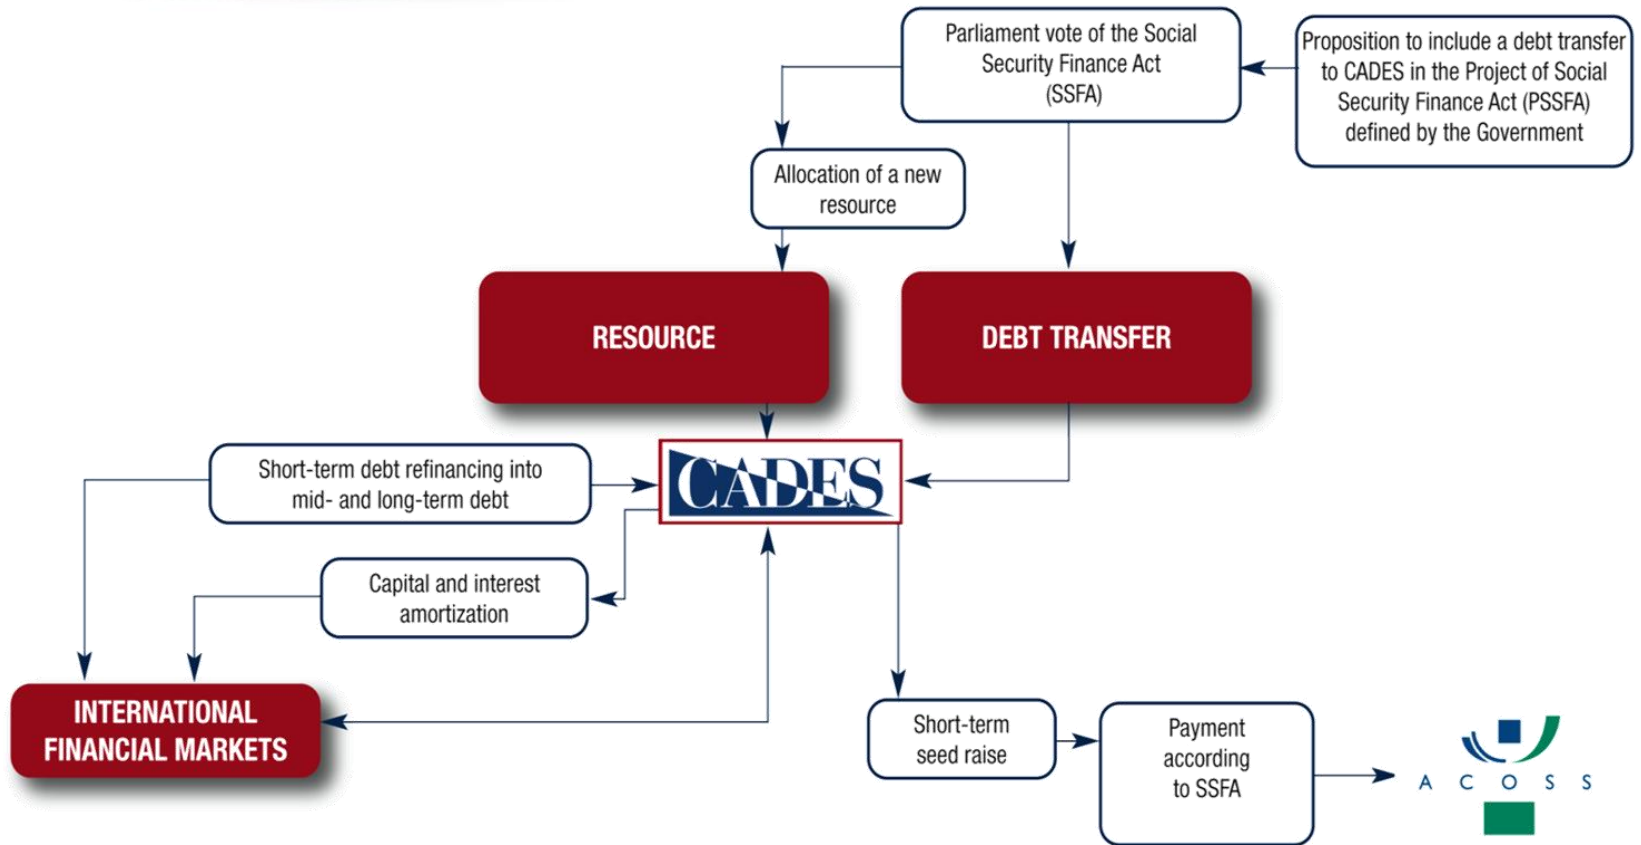 Parliament vote of the Social
Security Finance Act
(SSFA)
Proposition to include a debt transfer
to CADES in the Project of Social
Security Finance Act (PSSFA)
defined by the Government
Allocation of a new
resource
RESOURCE
DEBT TRANSFER
Short-term debt refinancing into
mid- and long-term debt
CADES
Capital and interest
amortization
INTERNATIONAL
FINANCIAL MARKETS
Short-term
seed raise
Payment
according
to SSFA
ACOSS